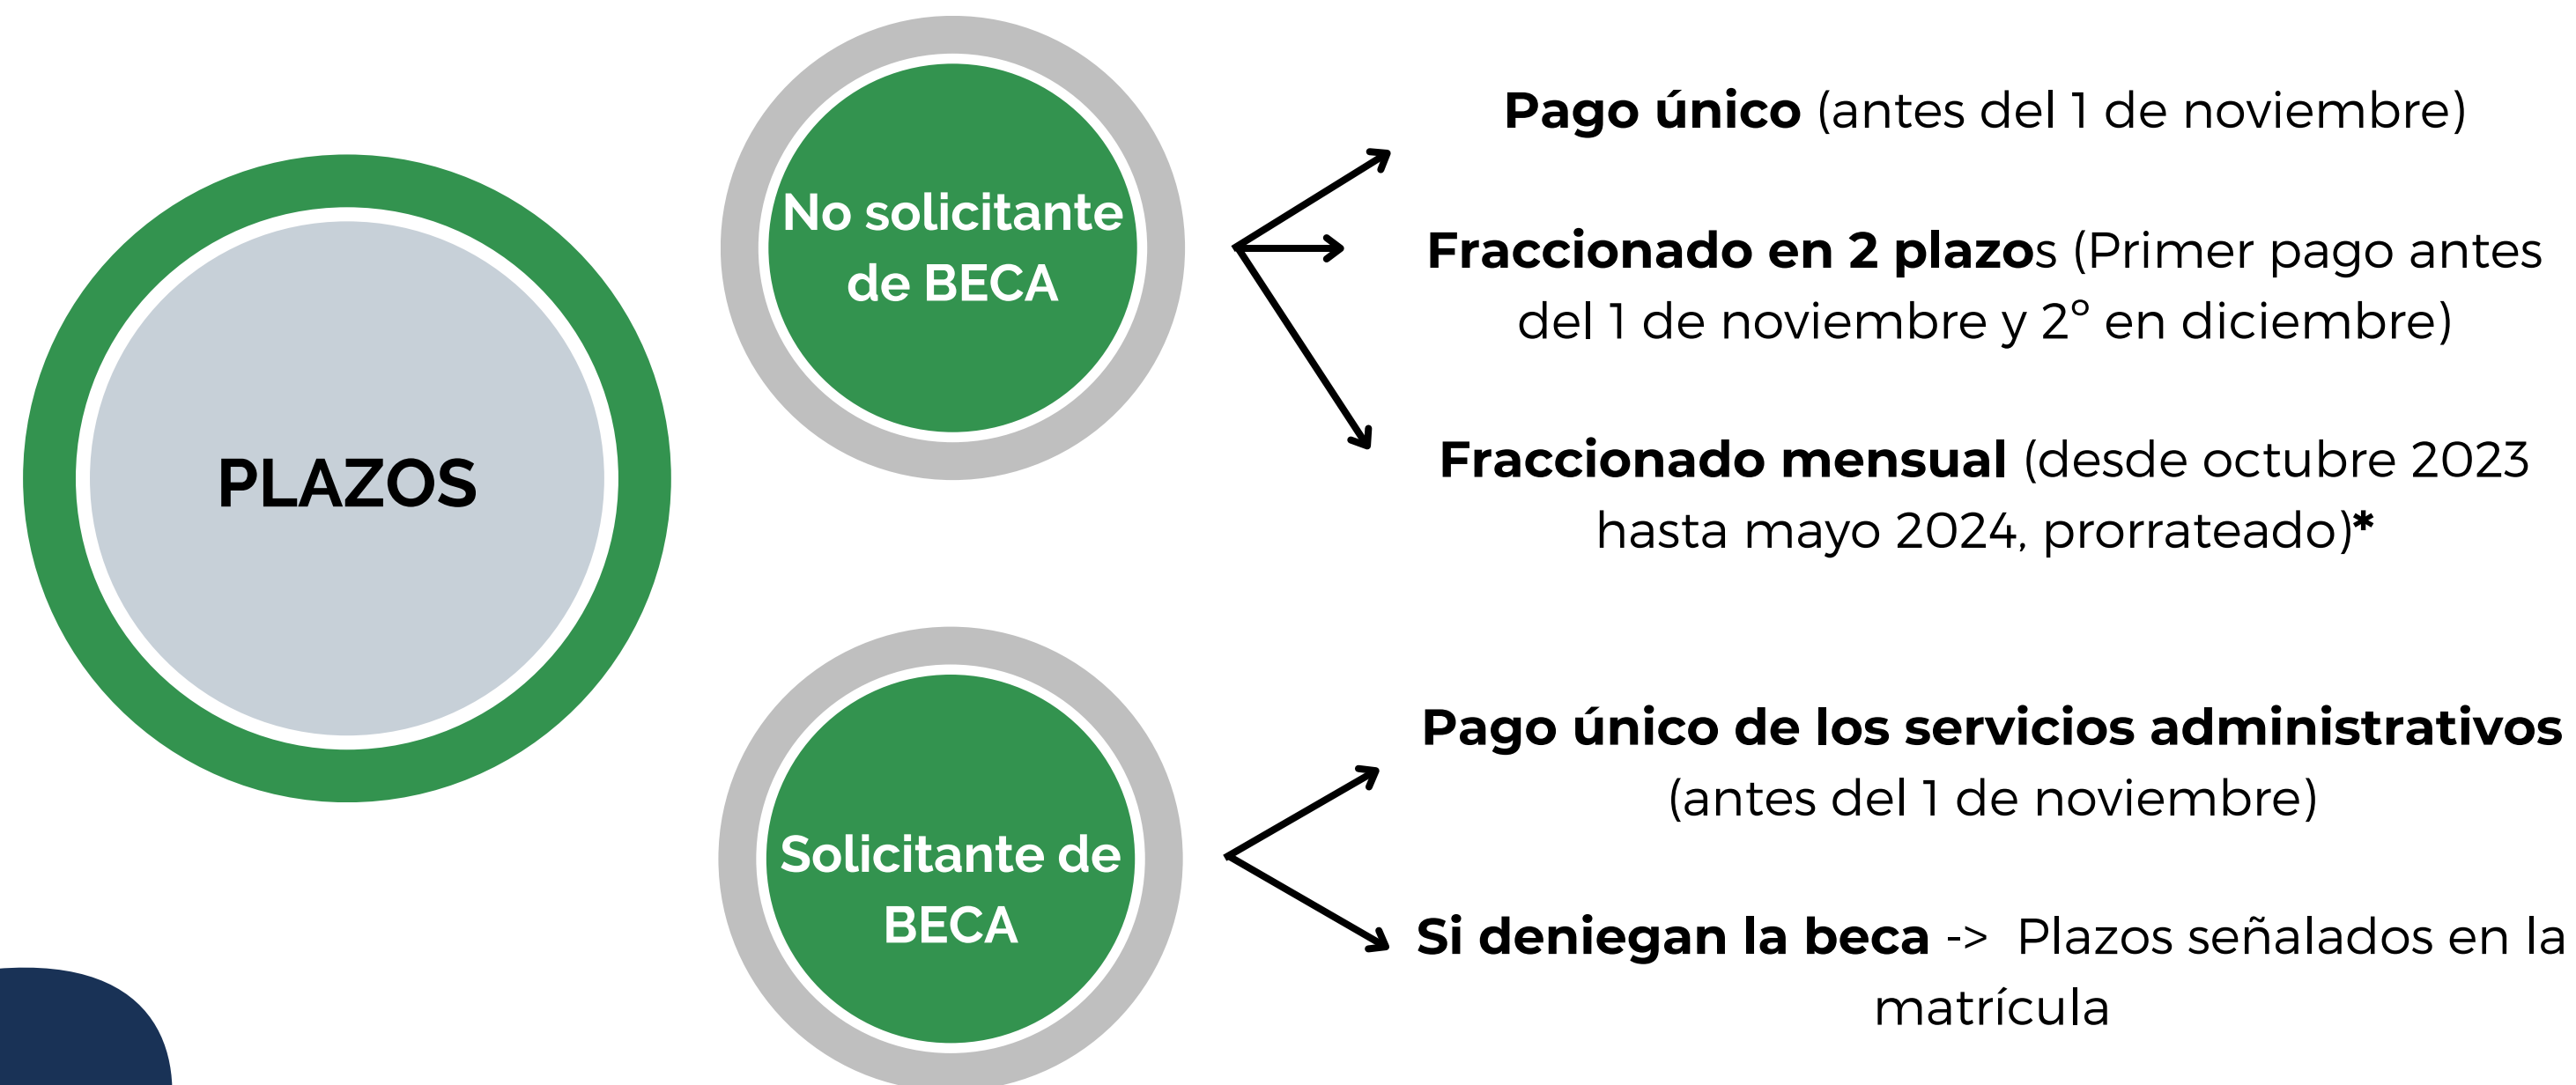 PLAZOS
No solicitante
de BECA
Pago único (antes del 1 de noviembre)
Fraccionado en 2 plazos (Primer pago antes
del 1 de noviembre y 2º en diciembre)
Fraccionado mensual (desde octubre 2023
hasta mayo 2024, prorrateado)*
Solicitante de
BECA
Pago único de los servicios administrativos
(antes del 1 de noviembre)
Si deniegan la beca -> Plazos señalados en la
matrícula